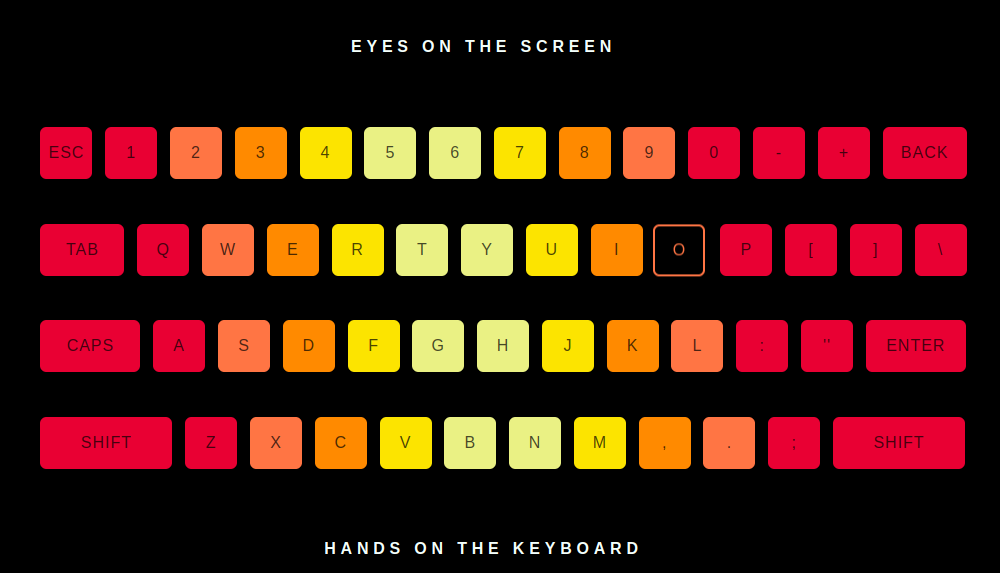 EYES ON THE SCREEN
ESC 1 2 3 4 5 6 7 8 9 0 - + BACK
TAB Q W E R T Y U I O P [ ] \
CAPS A S D F G H J K L : " ENTER
SHIFT Z X C V B N M , . ; SHIFT
HANDS ON THE KEYBOARD